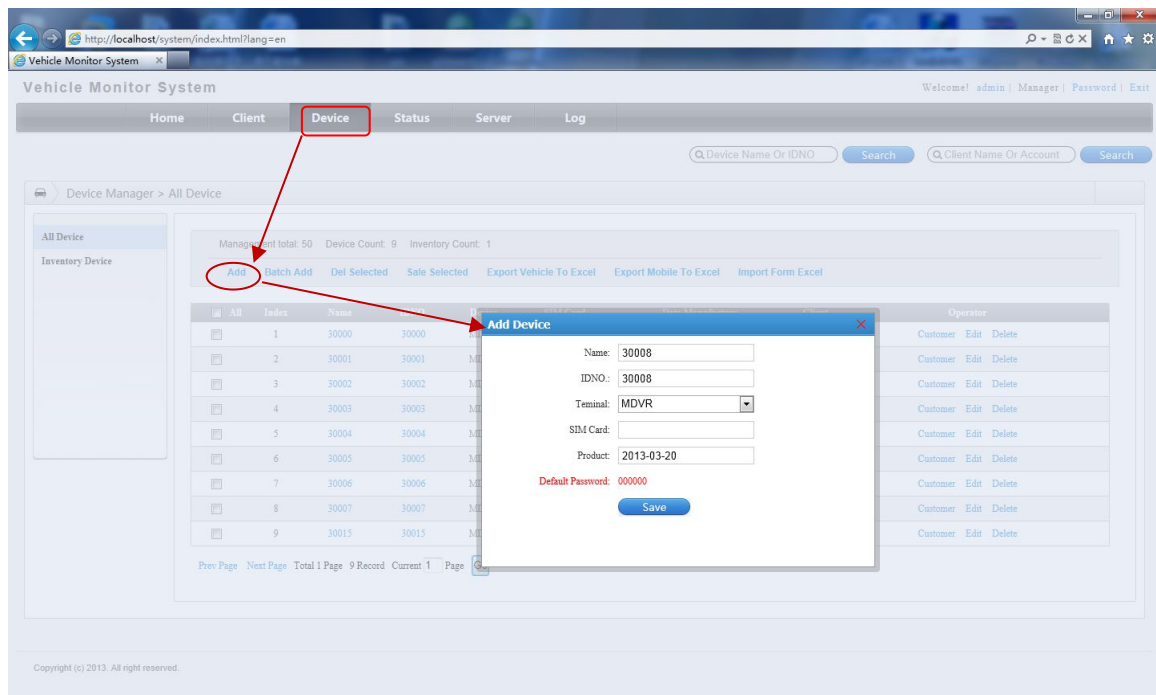 http://localhost/system/index.html?lang=en
Vehicle Monitor System
Vehicle Monitor System
Welcome! admin | Manager | Password | Exit
Home Client Device Status Server Log
Device Name Or IDNO Search Client Name Or Account Search
Device Manager > All Device
All Device
Inventory Device
Management total: 50 Device Count: 9 Inventory Count: 1
Add Batch Add Del Selected Sale Selected Export Vehicle To Excel Export Mobile To Excel Import Form Excel
All Index Name Operator
1 30000 30000 Customer Edit Delete
2 30001 30001 Customer Edit Delete
3 30002 30002 Customer Edit Delete
4 30003 30003 Customer Edit Delete
5 30004 30004 Customer Edit Delete
6 30005 30005 Customer Edit Delete
7 30006 30006 Customer Edit Delete
8 30007 30007 Customer Edit Delete
9 30015 30015 Customer Edit Delete
Add Device
Name: 30008
IDNO.: 30008
Teminal: MDVR
SIM Card:
Product: 2013-03-20
Default Password: 000000
Save
Prev Page Next Page Total 1 Page 9 Record Current 1 Page
Copyright (c) 2013. All right reserved.